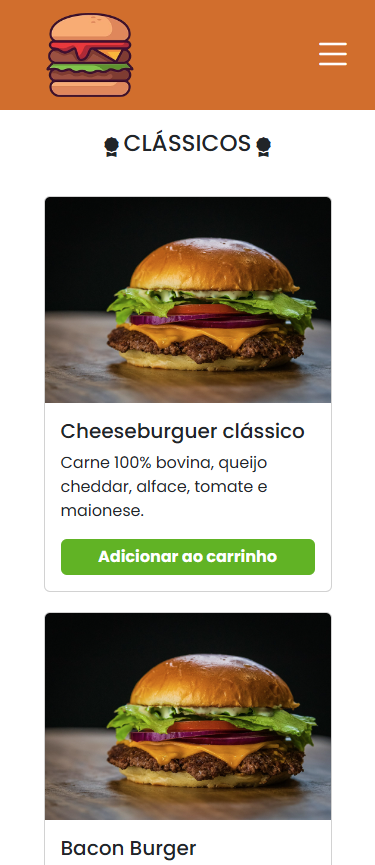 CLÁSSICOS
Cheeseburguer clássico
Carne 100% bovina, queijo
cheddar, alface, tomate e
maionese.
Adicionar ao carrinho
Bacon Burger